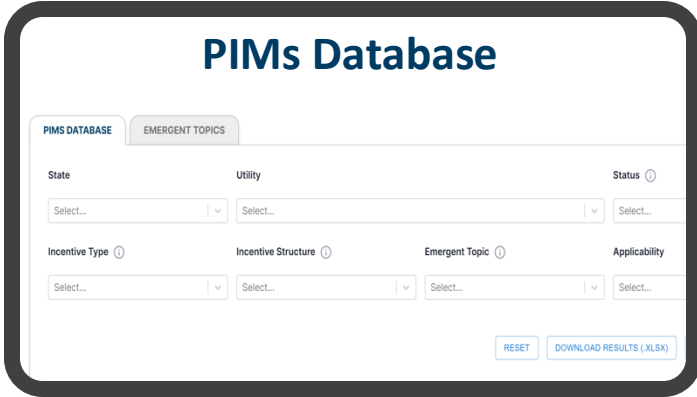 PIMs Database
PIMS DATABASE EMERGENT TOPICS
State Utility Status
Select... Select... Select...
Incentive Type Incentive Structure Emergent Topic Applicability
Select... Select... Select... Select...
RESET DOWNLOAD RESULTS (.XLSX)